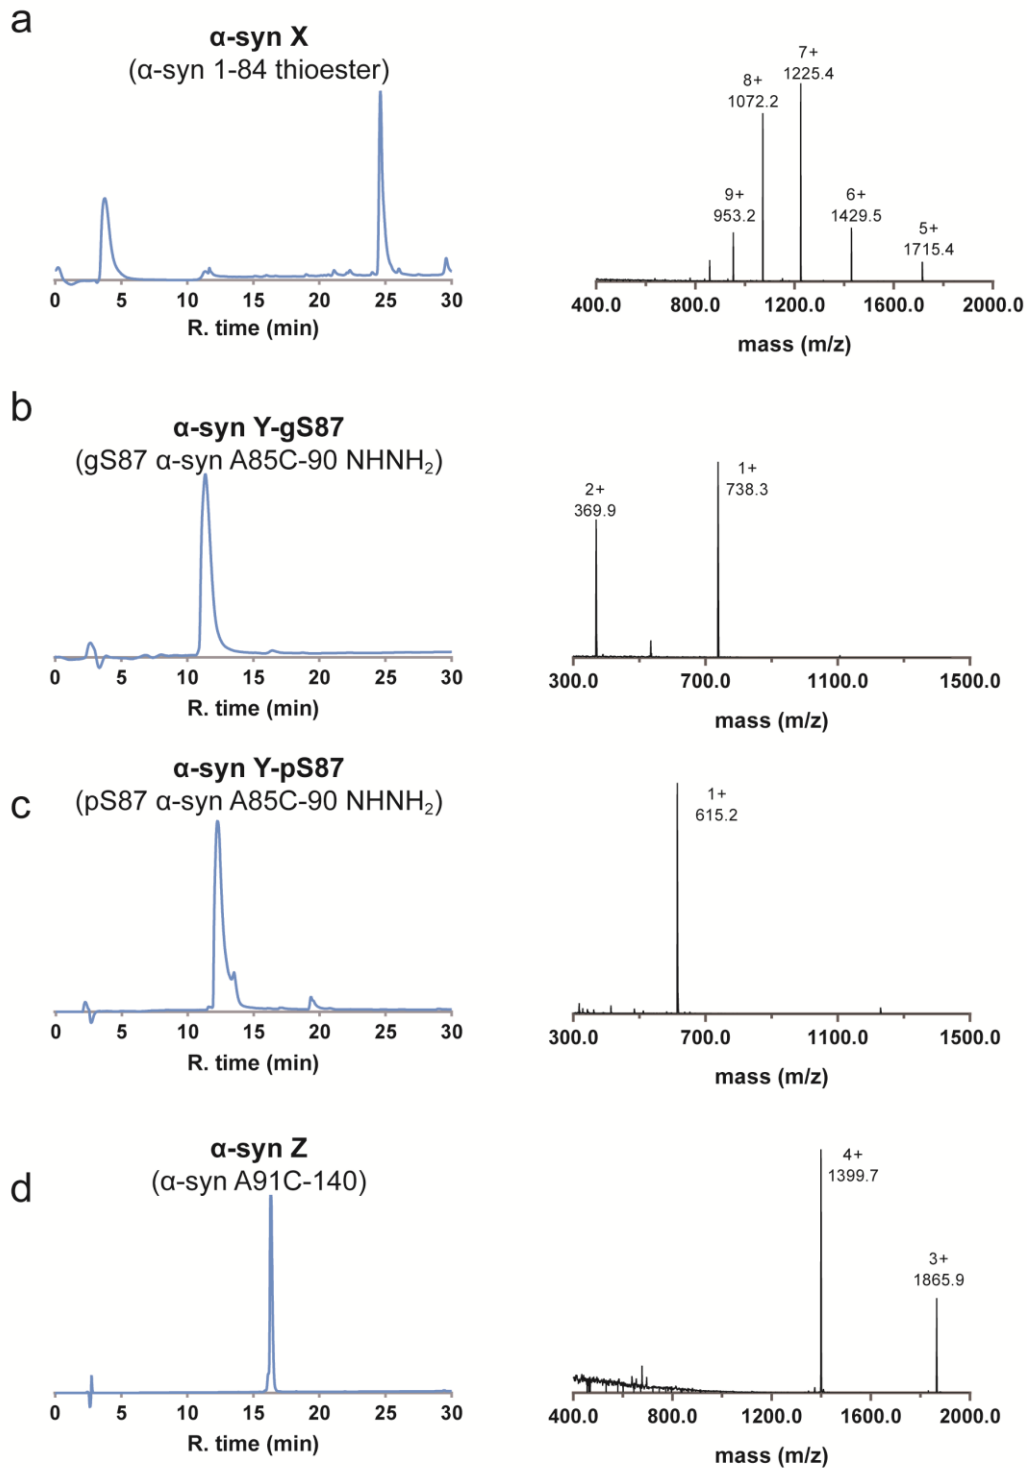 a
α-syn X
(α-syn 1-84 thioester)
0 5 10 15 20 25 30
R. time (min)
7+
1225.4
8+
1072.2
9+
953.2
6+
1429.5
5+
1715.4
400.0 800.0 1200.0 1600.0 2000.0
mass (m/z)
b
α-syn Y-gS87
(gS87 α-syn A85C-90 NHNH₂)
0 5 10 15 20 25 30
R. time (min)
2+
369.9
1+
738.3
300.0 700.0 1100.0 1500.0
mass (m/z)
c
α-syn Y-pS87
(pS87 α-syn A85C-90 NHNH₂)
0 5 10 15 20 25 30
R. time (min)
1+
615.2
300.0 700.0 1100.0 1500.0
mass (m/z)
d
α-syn Z
(α-syn A91C-140)
0 5 10 15 20 25 30
R. time (min)
4+
1399.7
3+
1865.9
400.0 800.0 1200.0 1600.0 2000.0
mass (m/z)